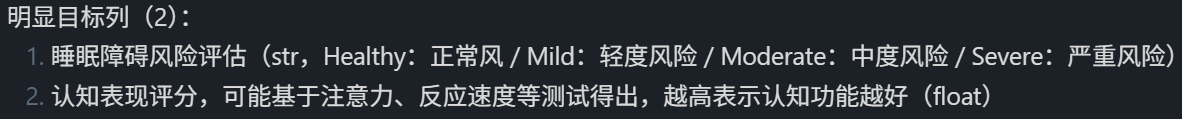 明显目标列（2）：
1. 睡眠障碍风险评估（str，Healthy：正常风 / Mild：轻度风险 / Moderate：中度风险 / Severe：严重风险）
2. 认知表现评分，可能基于注意力、反应速度等测试得出，越高表示认知功能越好（float）